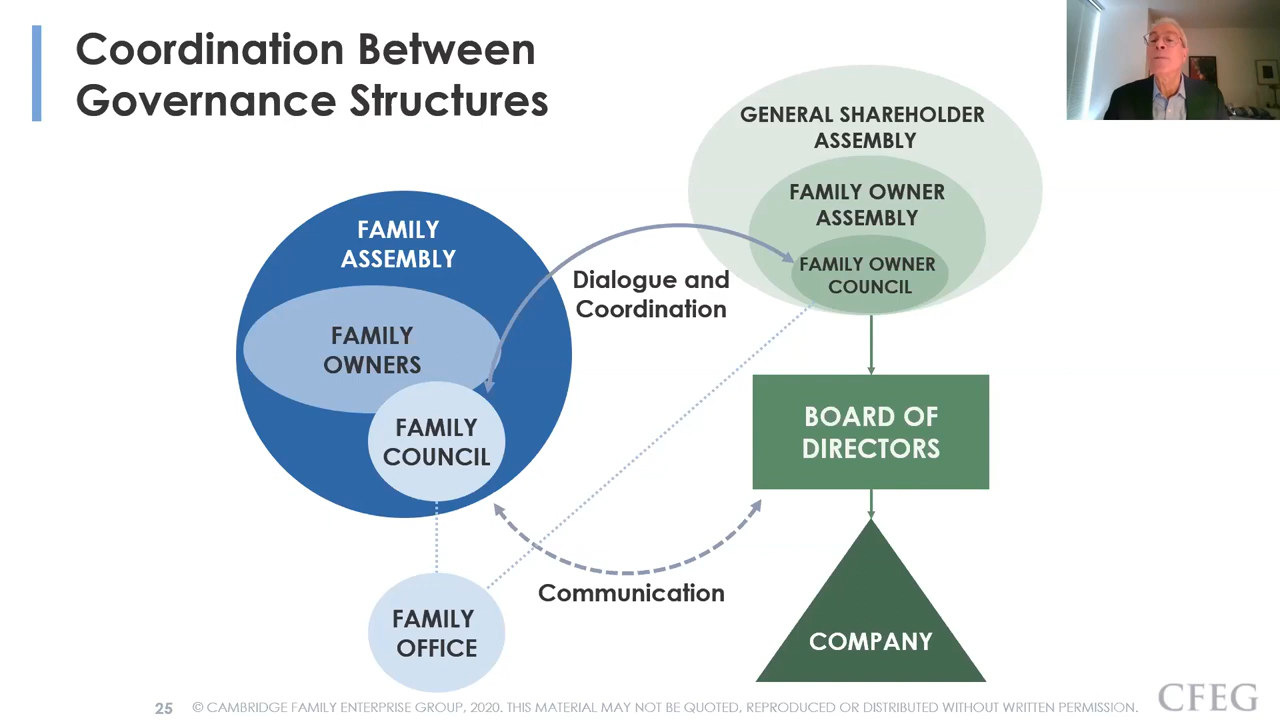 Coordination Between
Governance Structures
GENERAL SHAREHOLDER
ASSEMBLY
FAMILY OWNER
ASSEMBLY
FAMILY OWNER
COUNCIL
FAMILY
ASSEMBLY
Dialogue and
Coordination
FAMILY
OWNERS
FAMILY
COUNCIL
BOARD OF
DIRECTORS
Communication
FAMILY
OFFICE
COMPANY
25 © CAMBRIDGE FAMILY ENTERPRISE GROUP, 2020. THIS MATERIAL MAY NOT BE QUOTED, REPRODUCED OR DISTRIBUTED WITHOUT WRITTEN PERMISSION.
CFEG